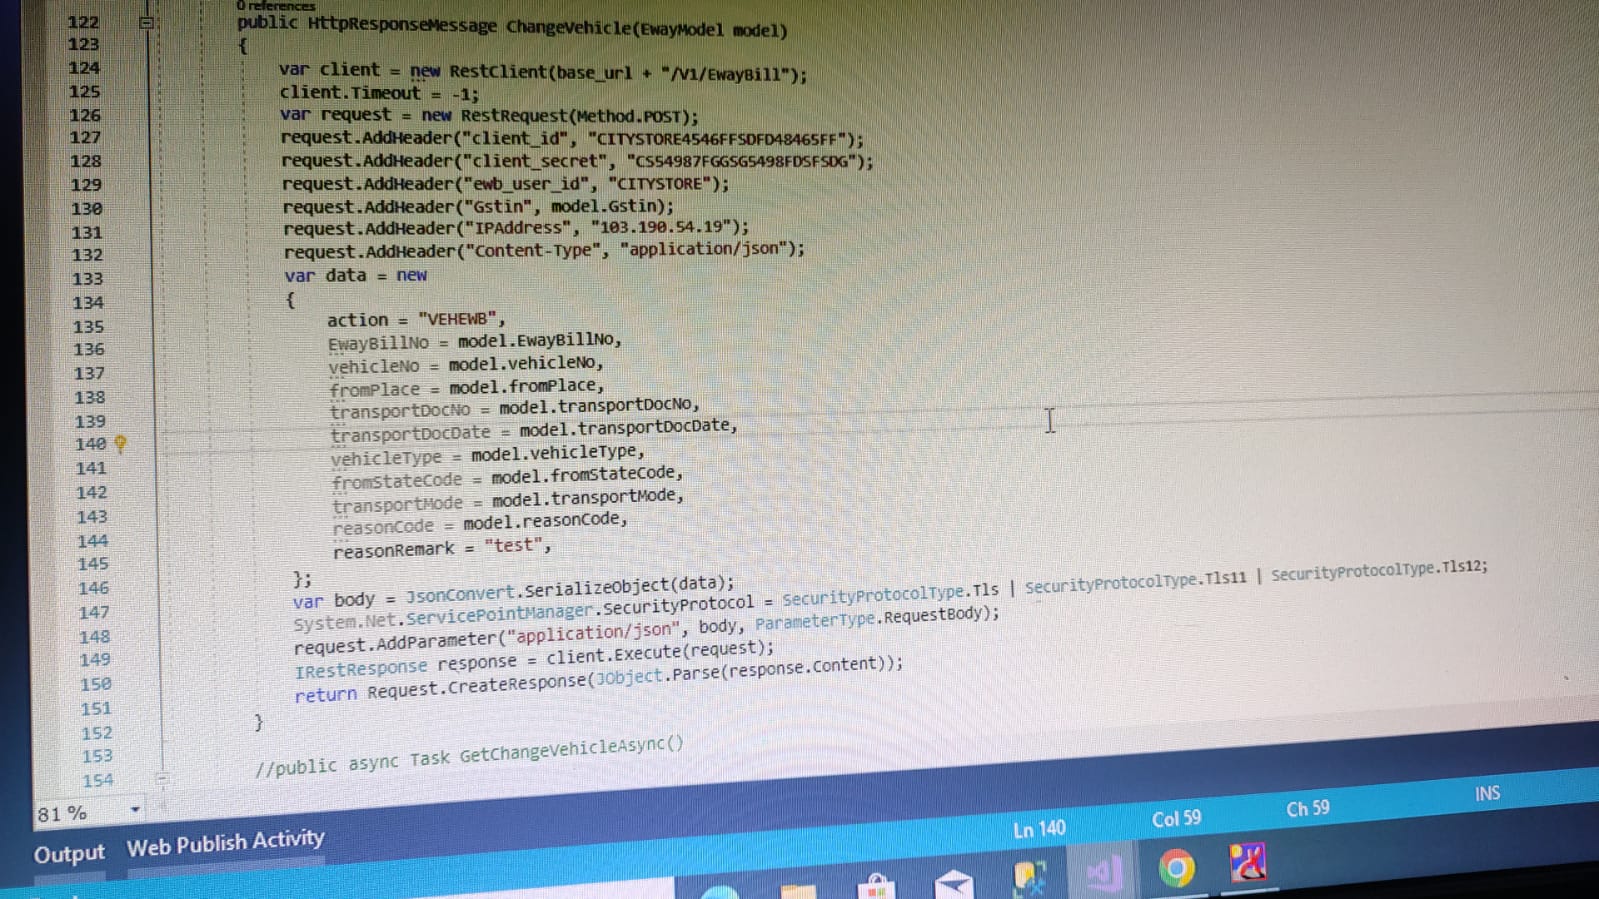 0 references
122 public HttpResponseMessage ChangeVehicle(EwayModel model)
123 {
124 var client = new RestClient(base_url + "/V1/EwayBill");
125 client.Timeout = -1;
126 var request = new RestRequest(Method.POST);
127 request.AddHeader("client_id", "CITYSTORE4546FFSDFD48465FF");
128 request.AddHeader("client_secret", "CS54987FGGSG5498FDSFSDG");
129 request.AddHeader("ewb_user_id", "CITYSTORE");
130 request.AddHeader("Gstin", model.Gstin);
131 request.AddHeader("IPAddress", "103.190.54.19");
132 request.AddHeader("Content-Type", "application/json");
133 var data = new
134 {
135 action = "VEHEWB",
136 EwayBillNo = model.EwayBillNo,
137 vehicleNo = model.vehicleNo,
138 fromPlace = model.fromPlace,
139 transportDocNo = model.transportDocNo,
140 transportDocDate = model.transportDocDate,
141 vehicleType = model.vehicleType,
142 fromStateCode = model.fromStateCode,
143 transportMode = model.transportMode,
144 reasonCode = model.reasonCode,
145 reasonRemark = "test",
146 };
147 var body = JsonConvert.SerializeObject(data);
148 System.Net.ServicePointManager.SecurityProtocol = SecurityProtocolType.Tls | SecurityProtocolType.Tls11 | SecurityProtocolType.Tls12;
149 request.AddParameter("application/json", body, ParameterType.RequestBody);
150 IRestResponse response = client.Execute(request);
151 return Request.CreateResponse(JObject.Parse(response.Content));
152 }
153
154 //public async Task GetChangeVehicleAsync()
81 %
Ln 140 Col 59 Ch 59 INS
Output Web Publish Activity